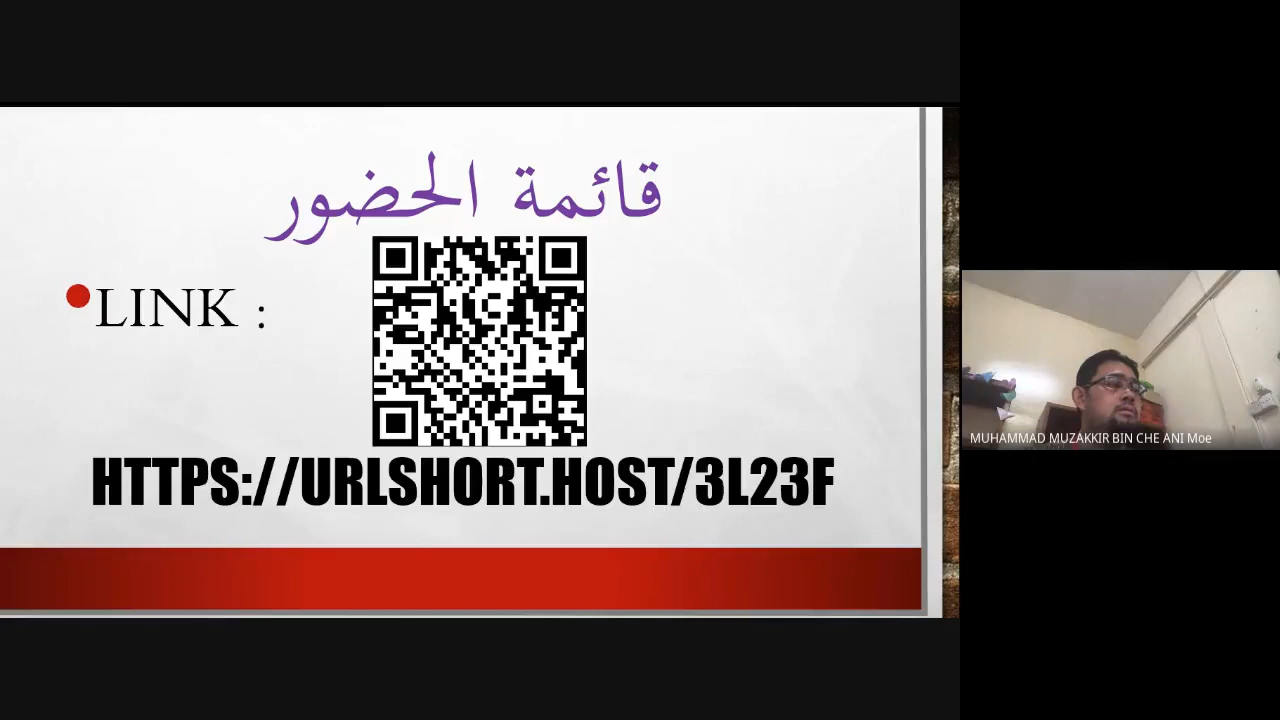 قائمة الحضور
LINK :
HTTPS://URLSHORT.HOST/3L23F
MUHAMMAD MUZAKKIR BIN CHE ANI Moe